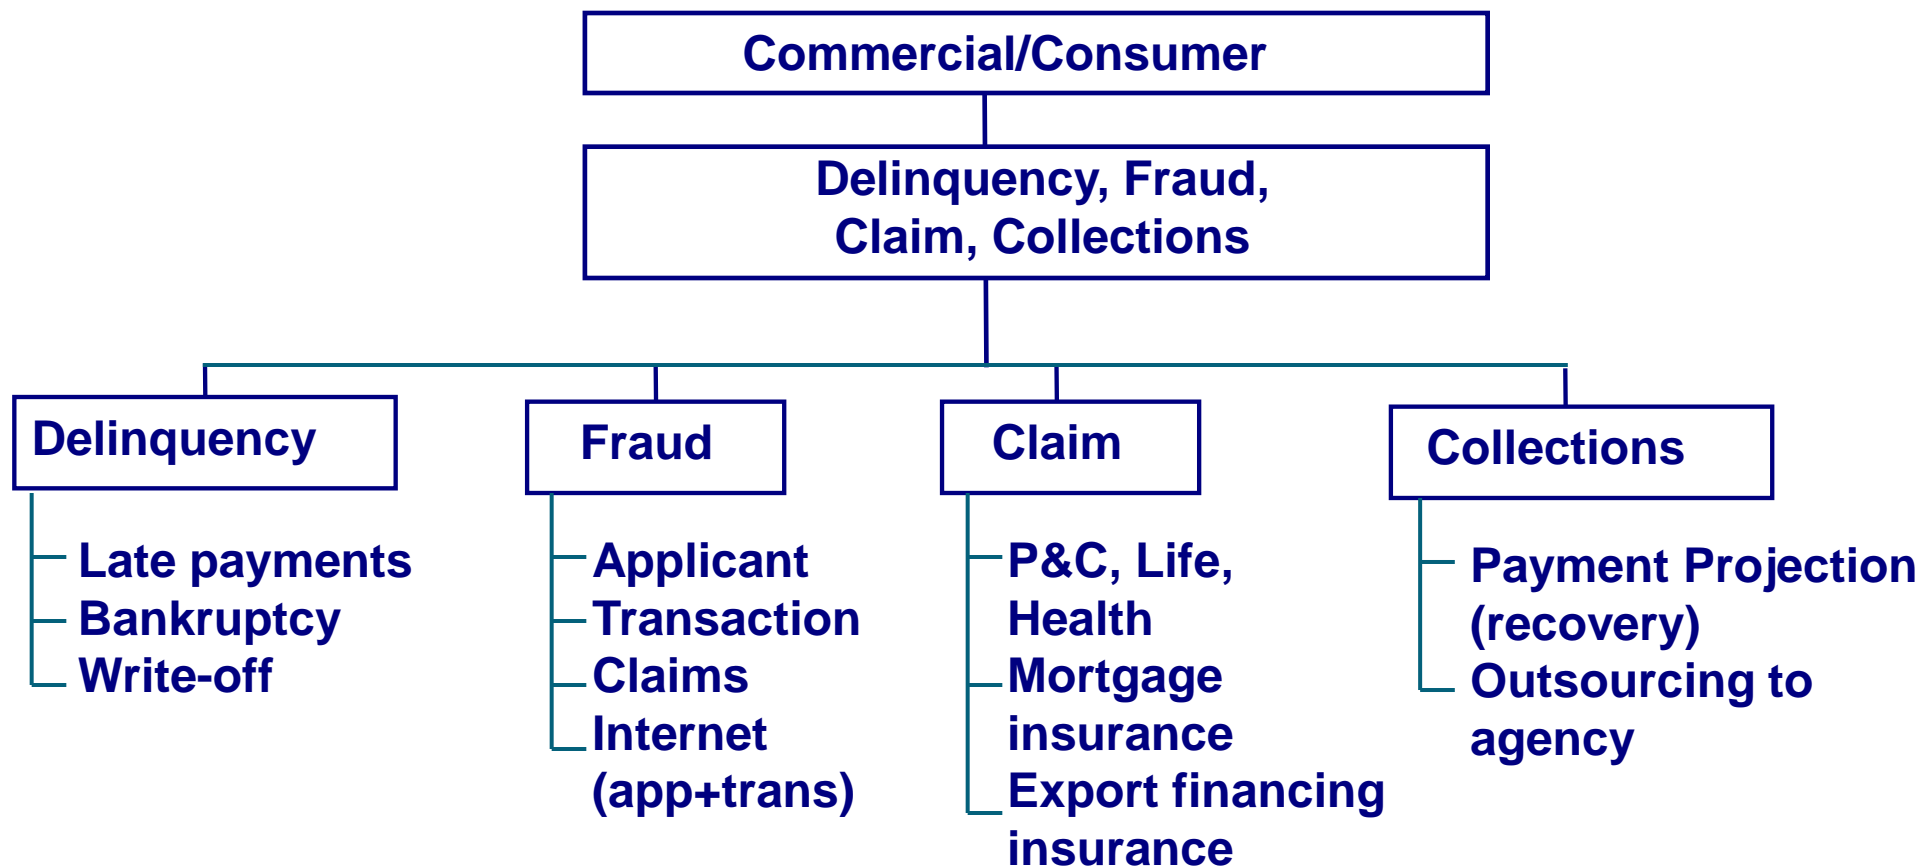 Commercial/Consumer
Delinquency, Fraud,
Claim, Collections
Delinquency
Late payments
Bankruptcy
Write-off
Fraud
Applicant
Transaction
Claims
Internet
(app+trans)
Claim
P&C, Life,
Health
Mortgage
insurance
Export financing
insurance
Collections
Payment Projection
(recovery)
Outsourcing to
agency